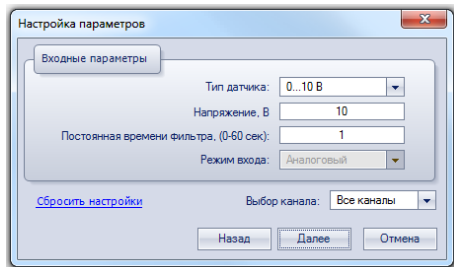 Настройка параметров
Входные параметры
Тип датчика: 0...10 В
Напряжение, В 10
Постоянная времени фильтра, (0-60 сек): 1
Режим входа: Аналоговый
Сбросить настройки Выбор канала: Все каналы
Назад Далее Отмена